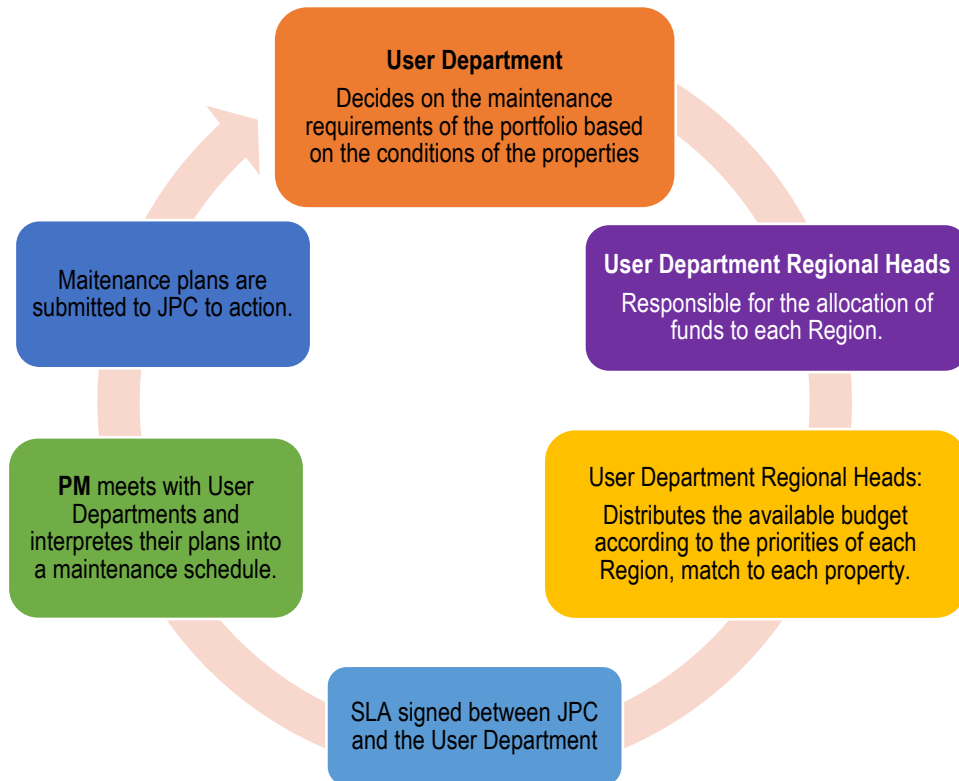 User Department
Decides on the maintenance
requirements of the portfolio based
on the conditions of the properties
User Department Regional Heads
Responsible for the allocation of
funds to each Region.
User Department Regional Heads:
Distributes the available budget
according to the priorities of each
Region, match to each property.
SLA signed between JPC
and the User Department
PM meets with User
Departments and
interpretes their plans into
a maintenance schedule.
Maitenance plans are
submitted to JPC to action.